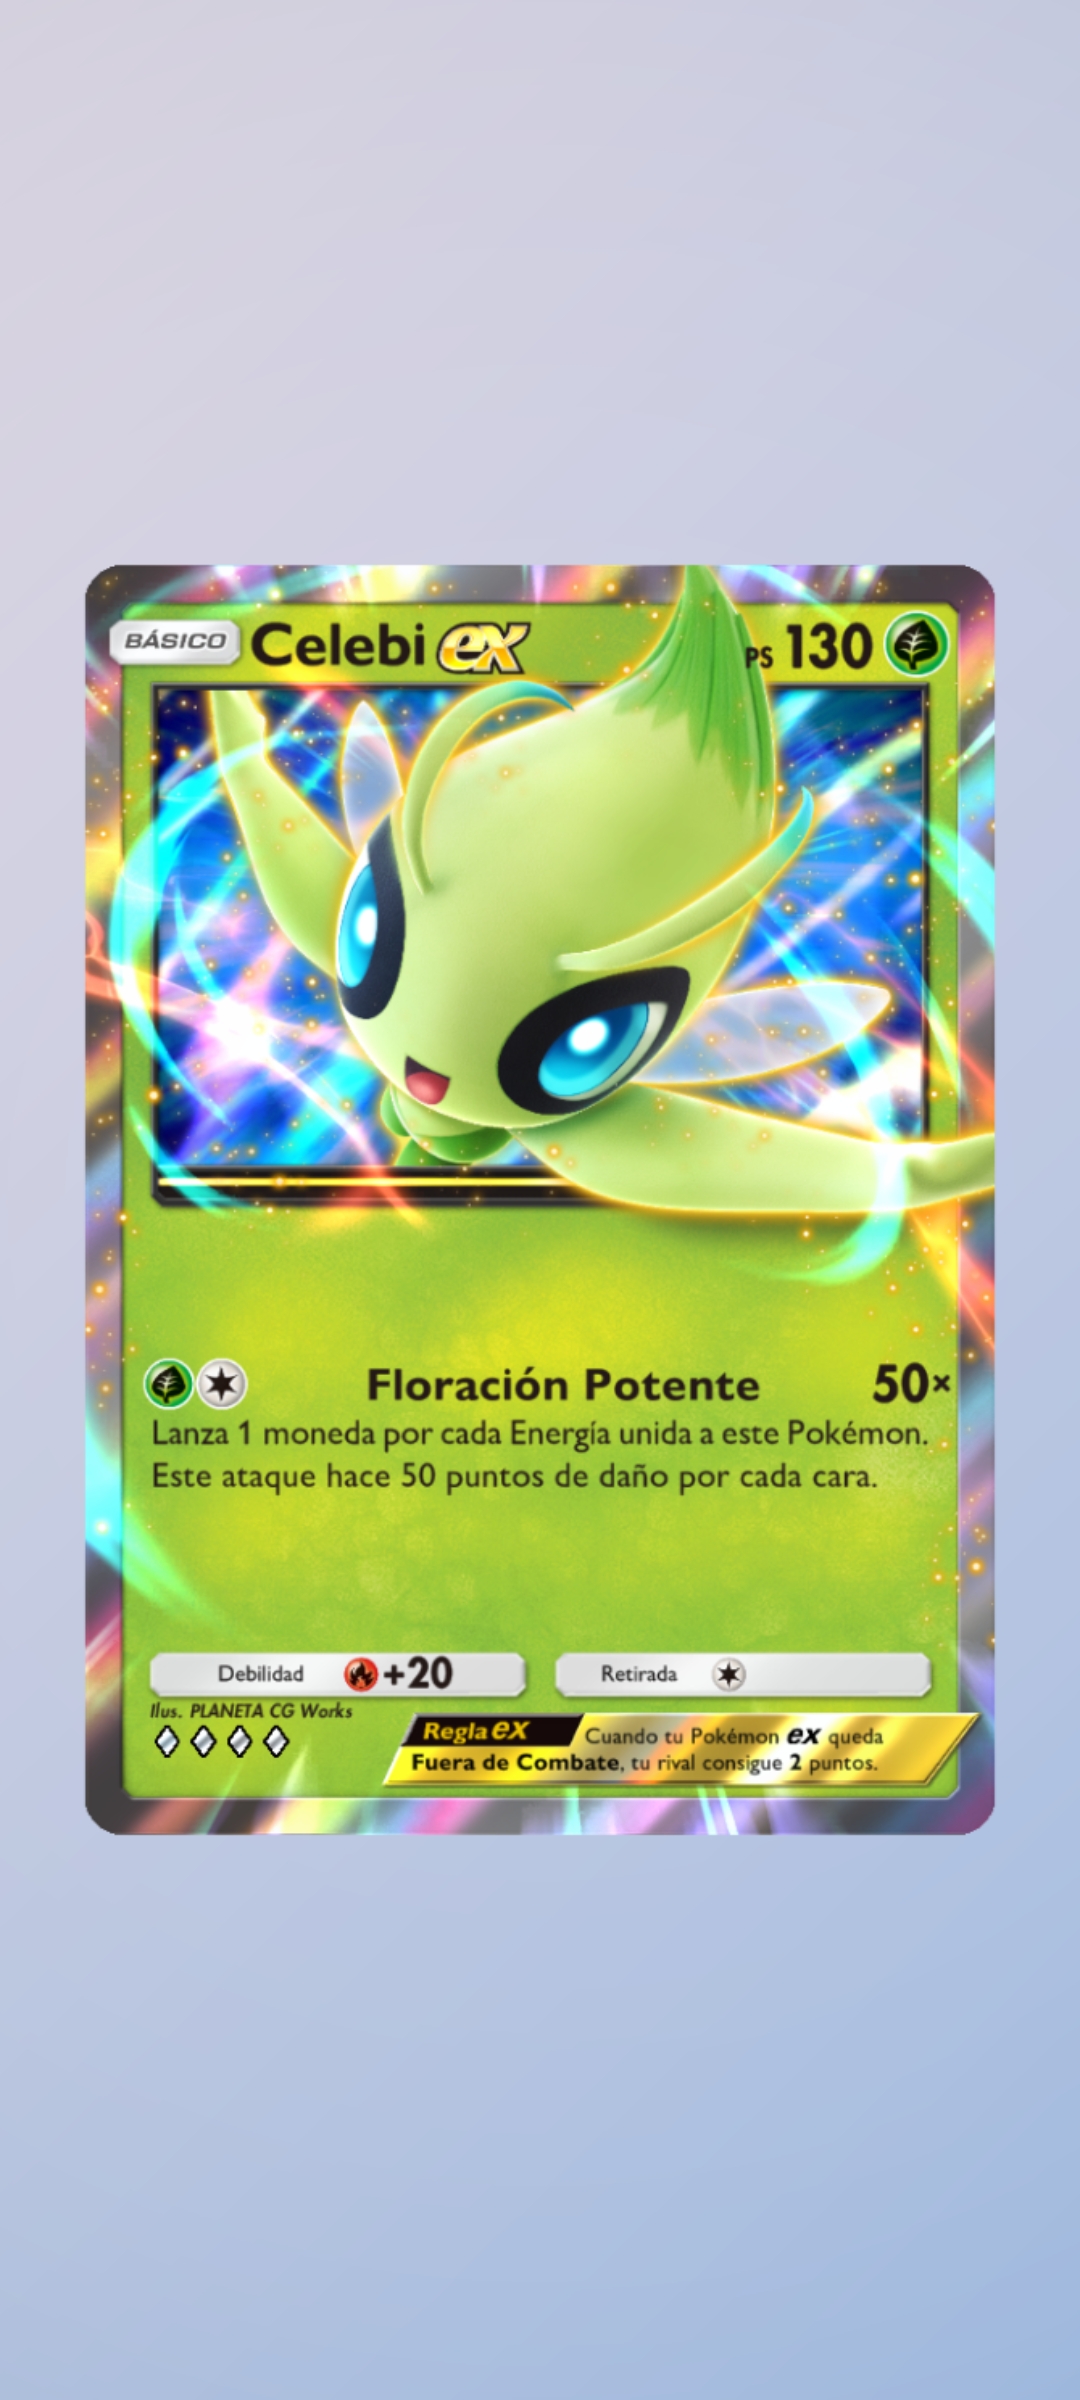 BÁSICO Celebi ex PS 130
Floración Potente 50×
Lanza 1 moneda por cada Energía unida a este Pokémon.
Este ataque hace 50 puntos de daño por cada cara.
Debilidad +20 Retirada
Ilus. PLANETA CG Works
Regla ex Cuando tu Pokémon ex queda
Fuera de Combate, tu rival consigue 2 puntos.